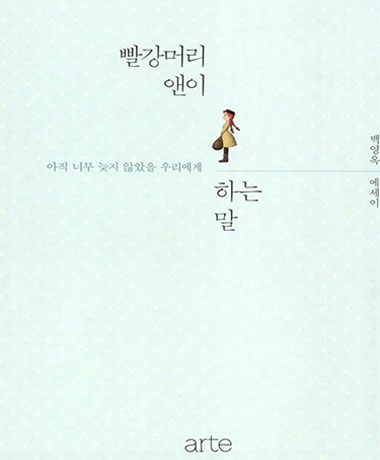 빨강머리
앤이
아직 너무 늦지 않았을 우리에게
하는
말
백영옥 에세이
arte